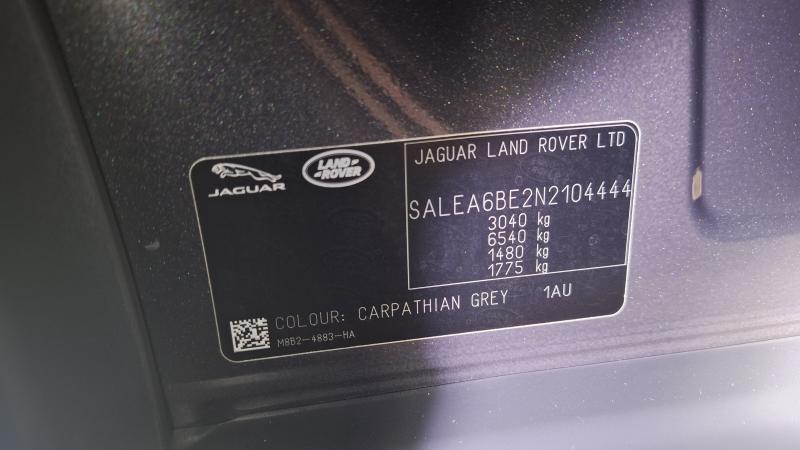 JAGUAR
LAND
ROVER
JAGUAR LAND ROVER LTD
SALEA6BE2N2104444
3040 kg
6540 kg
1480 kg
1775 kg
COLOUR: CARPATHIAN GREY 1AU
M8B2-4883-HA